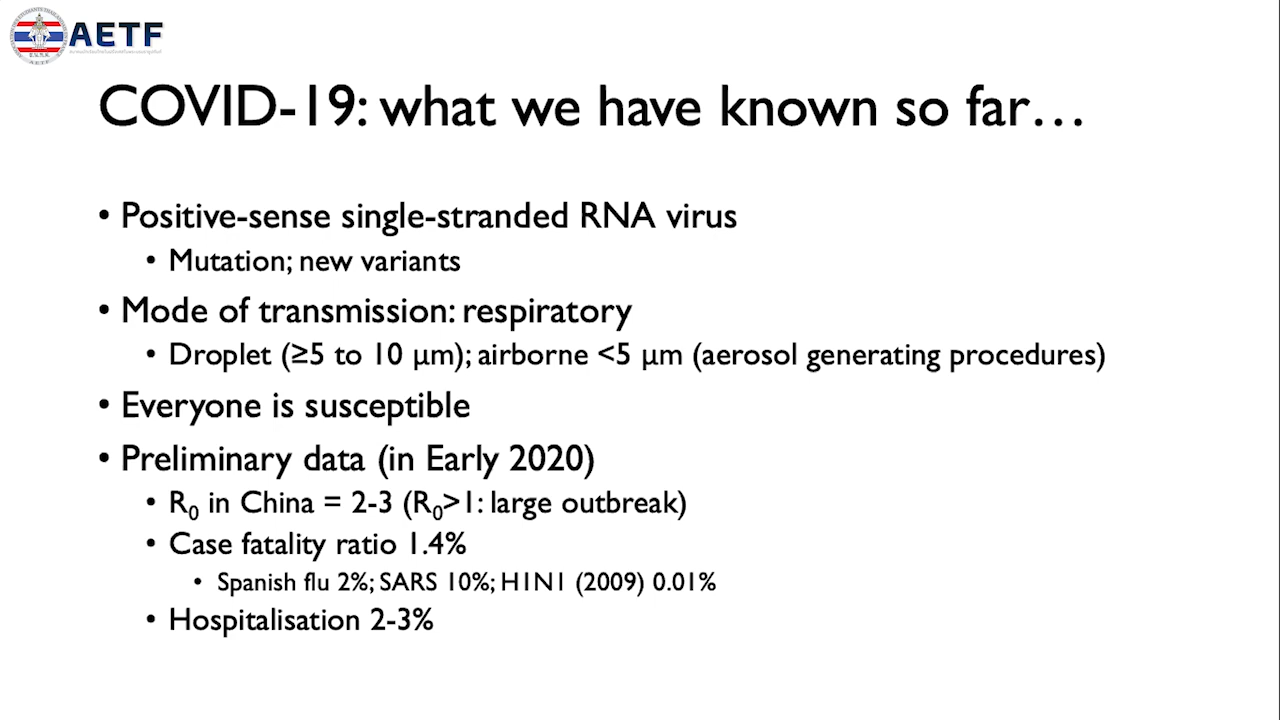 AETF
COVID-19: what we have known so far…
• Positive-sense single-stranded RNA virus
• Mutation; new variants
• Mode of transmission: respiratory
• Droplet (≥5 to 10 µm); airborne <5 µm (aerosol generating procedures)
• Everyone is susceptible
• Preliminary data (in Early 2020)
• R₀ in China = 2-3 (R₀>1: large outbreak)
• Case fatality ratio 1.4%
• Spanish flu 2%; SARS 10%; H1N1 (2009) 0.01%
• Hospitalisation 2-3%